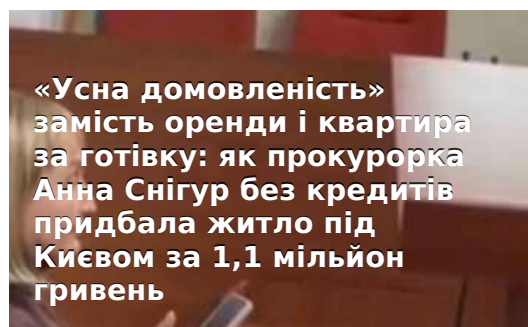 «Усна домовленість»
замість оренди і квартира
за готівку: як прокурорка
Анна Снігур без кредитів
придбала житло під
Києвом за 1,1 мільйон
гривень